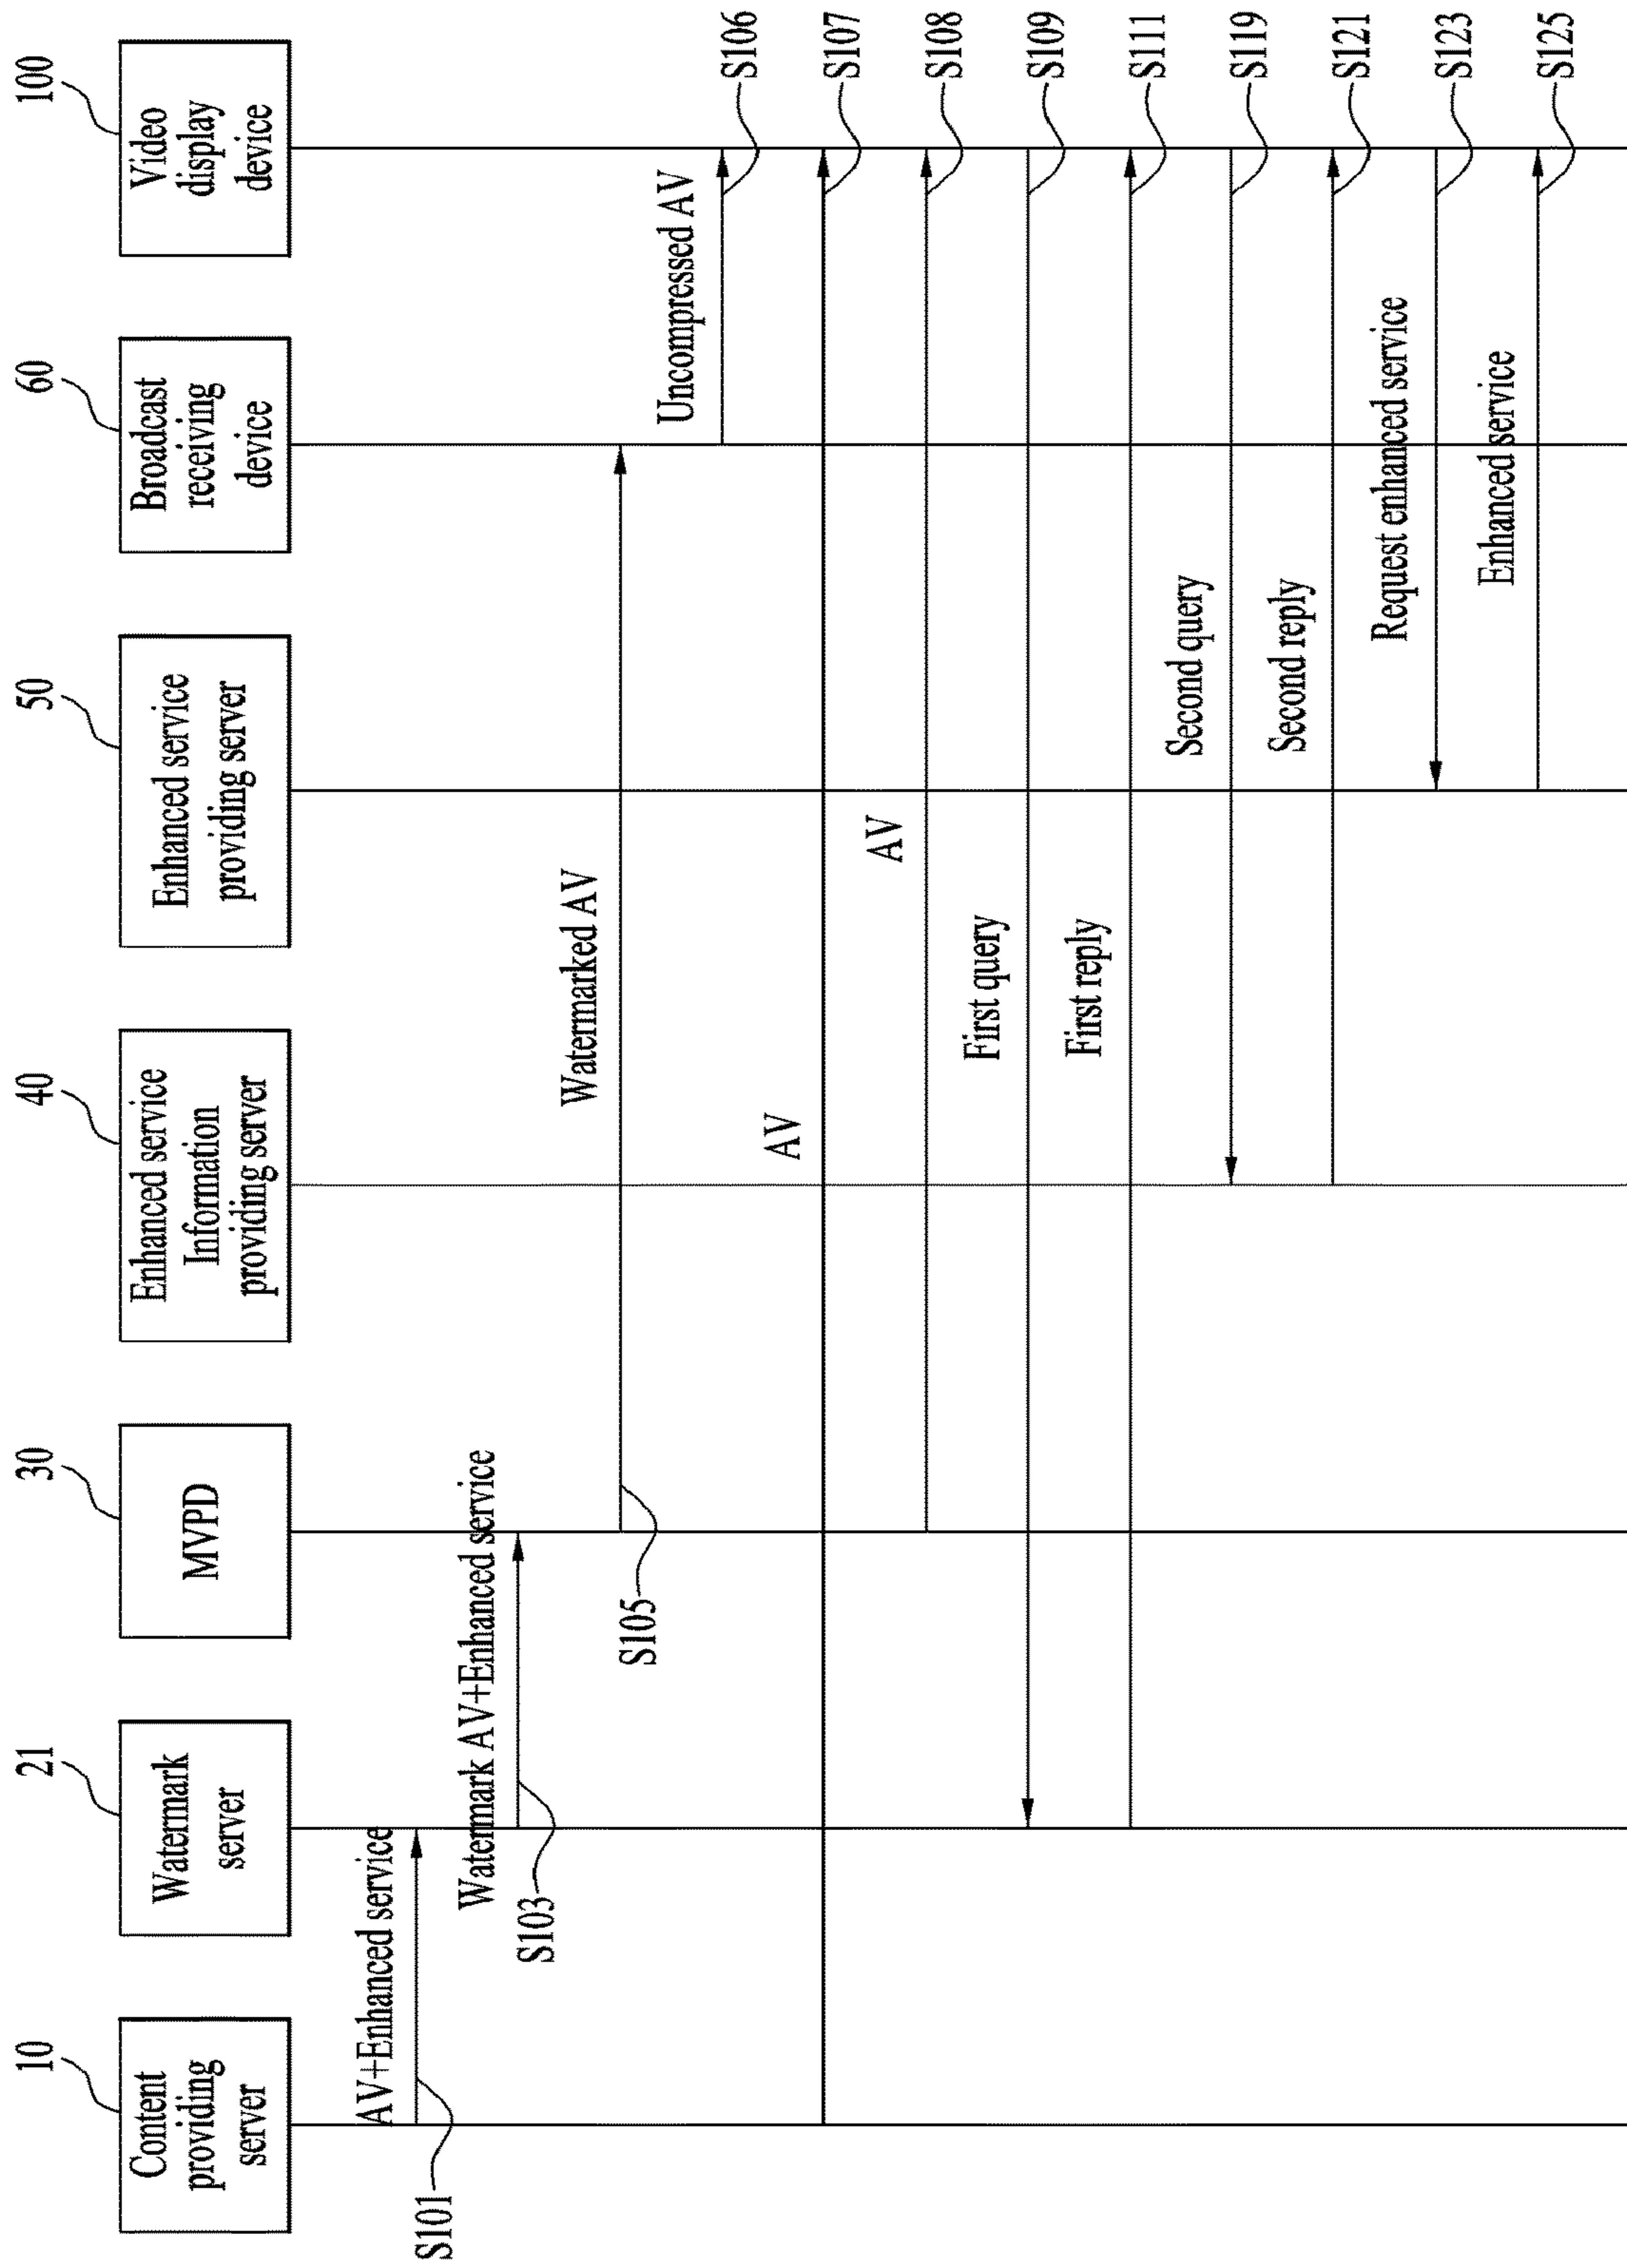 10
21
30
40
50
60
100
Content
providing
server
Watermark
server
MVPD
Enhanced service
Information
providing server
Enhanced service
providing server
Broadcast
receiving
device
Video
display
device
AV+Enhanced service
S101
Watermark AV+Enhanced service
S103
Watermarked AV
S105
Uncompressed AV
S106
AV
S107
AV
S108
First query
S109
First reply
S111
Second query
S119
Second reply
S121
Request enhanced service
S123
Enhanced service
S125